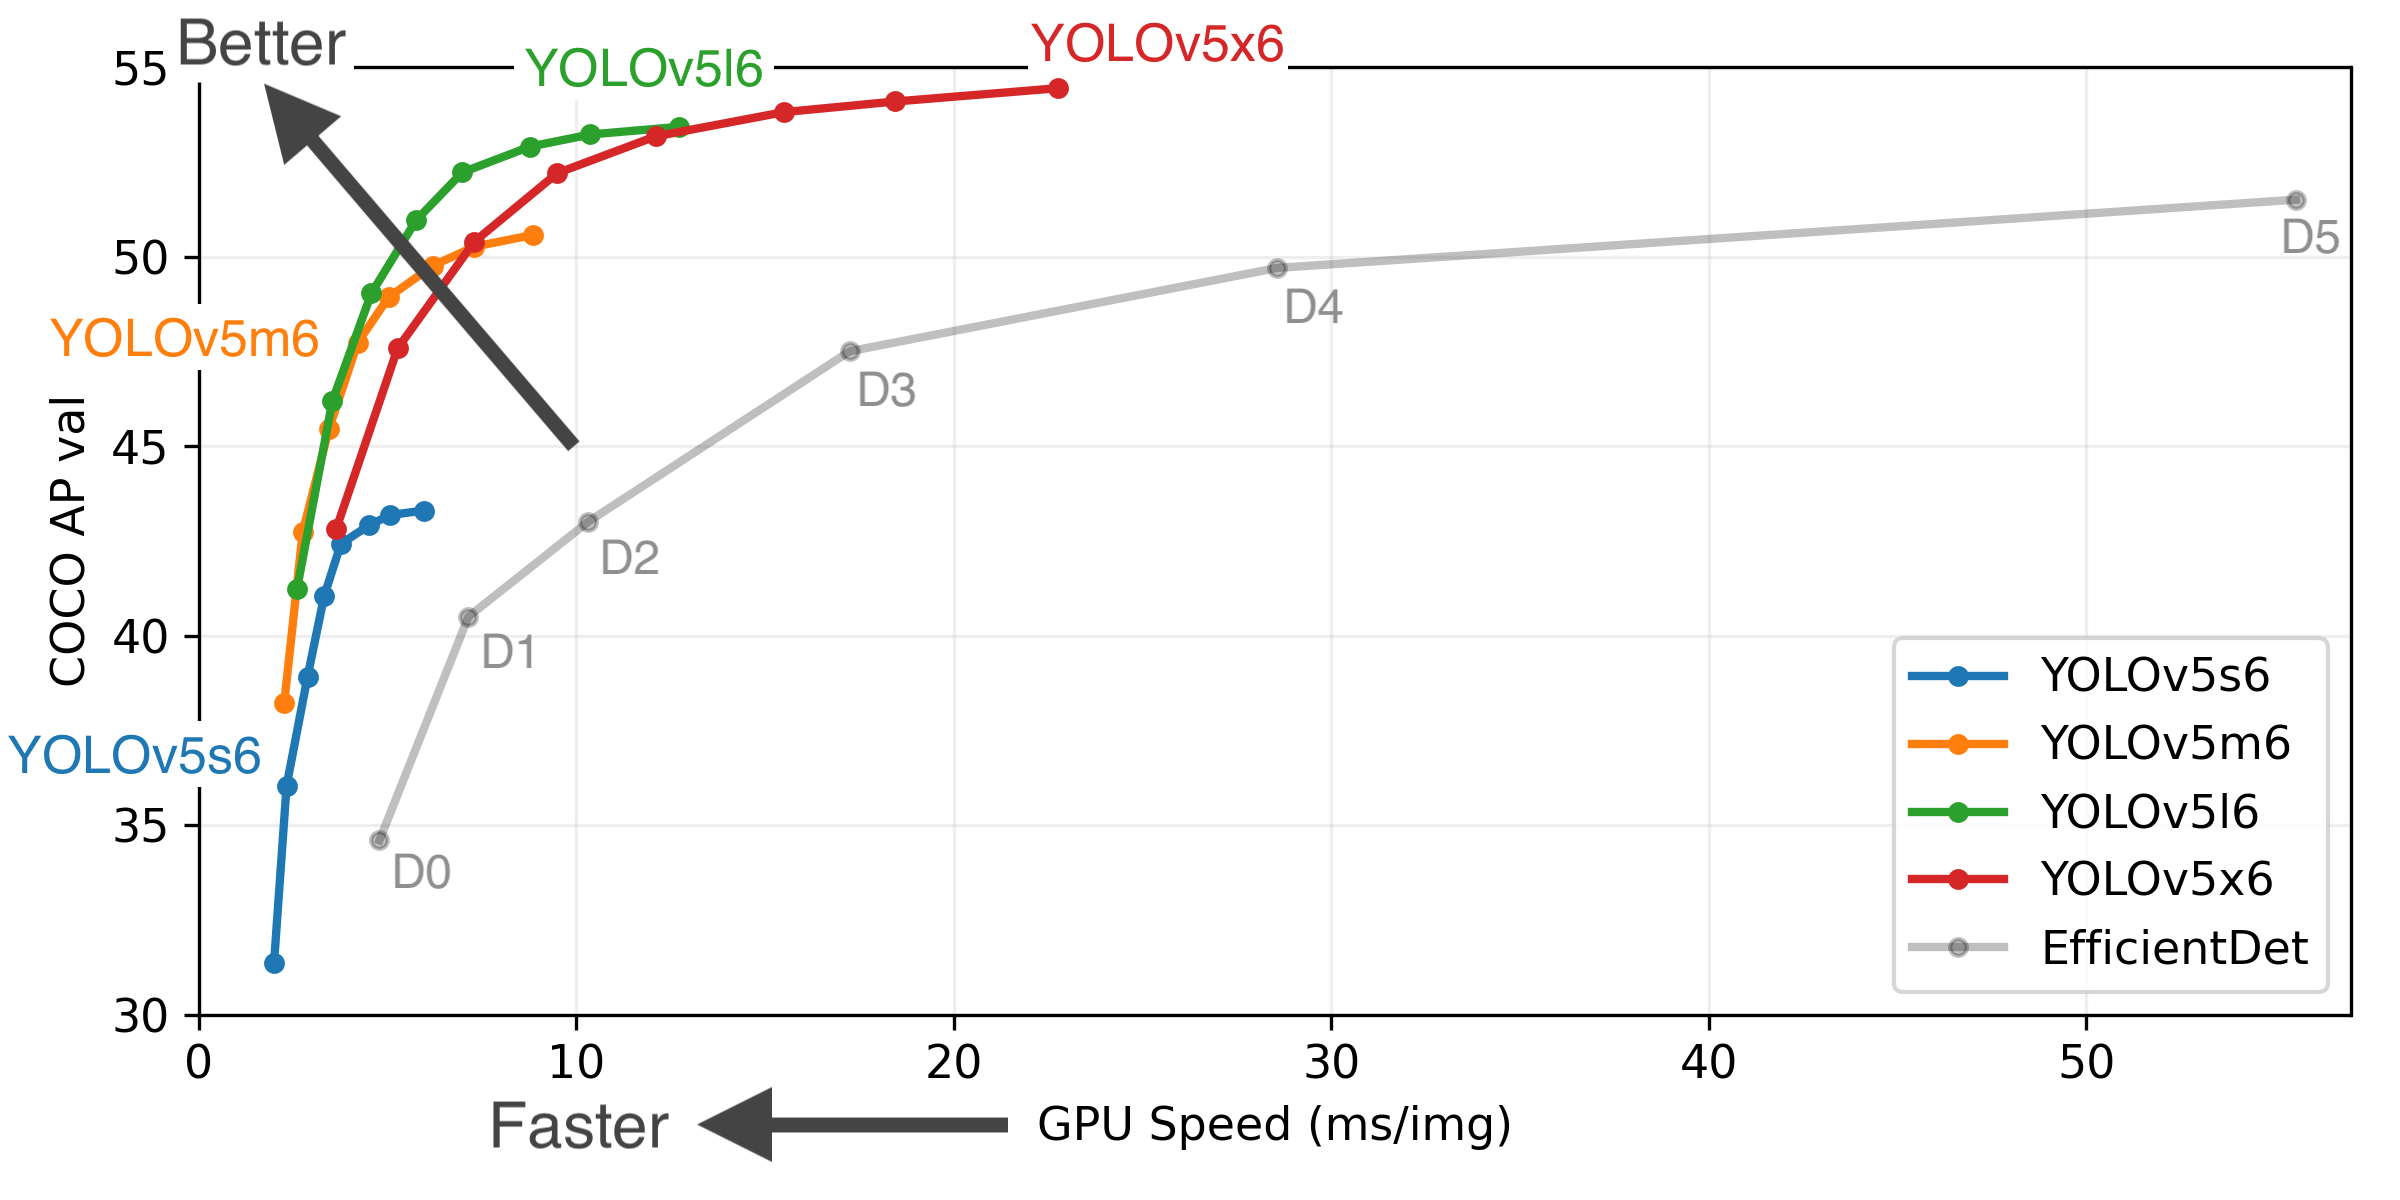 Better
YOLOv5l6
YOLOv5x6
55
50
45
40
35
30
COCO AP val
YOLOv5m6
YOLOv5s6
D0
D1
D2
D3
D4
D5
YOLOv5s6
YOLOv5m6
YOLOv5l6
YOLOv5x6
EfficientDet
0 10 20 30 40 50
Faster
GPU Speed (ms/img)